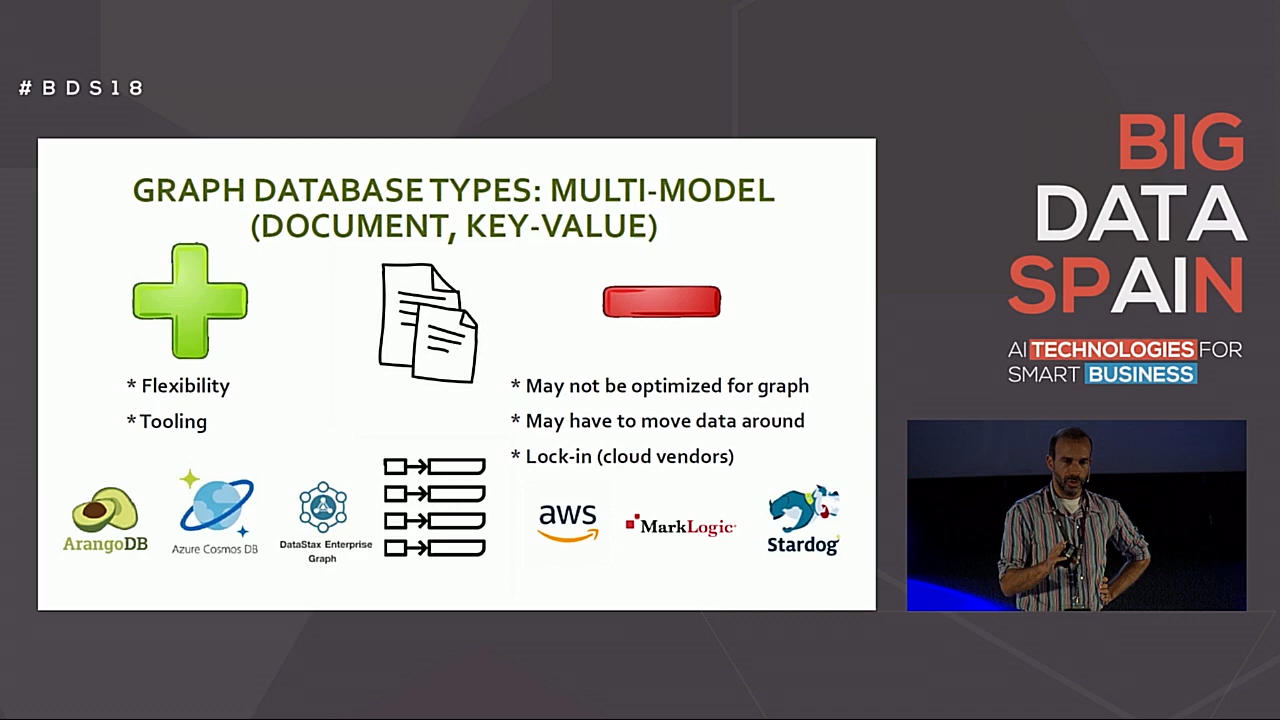 #BDS18
GRAPH DATABASE TYPES: MULTI-MODEL
(DOCUMENT, KEY-VALUE)
* Flexibility
* Tooling
* May not be optimized for graph
* May have to move data around
* Lock-in (cloud vendors)
ArangoDB
Azure Cosmos DB
DataStax Enterprise
Graph
aws
MarkLogic
Stardog
BIG
DATA
SPAIN
AI TECHNOLOGIES FOR
SMART BUSINESS